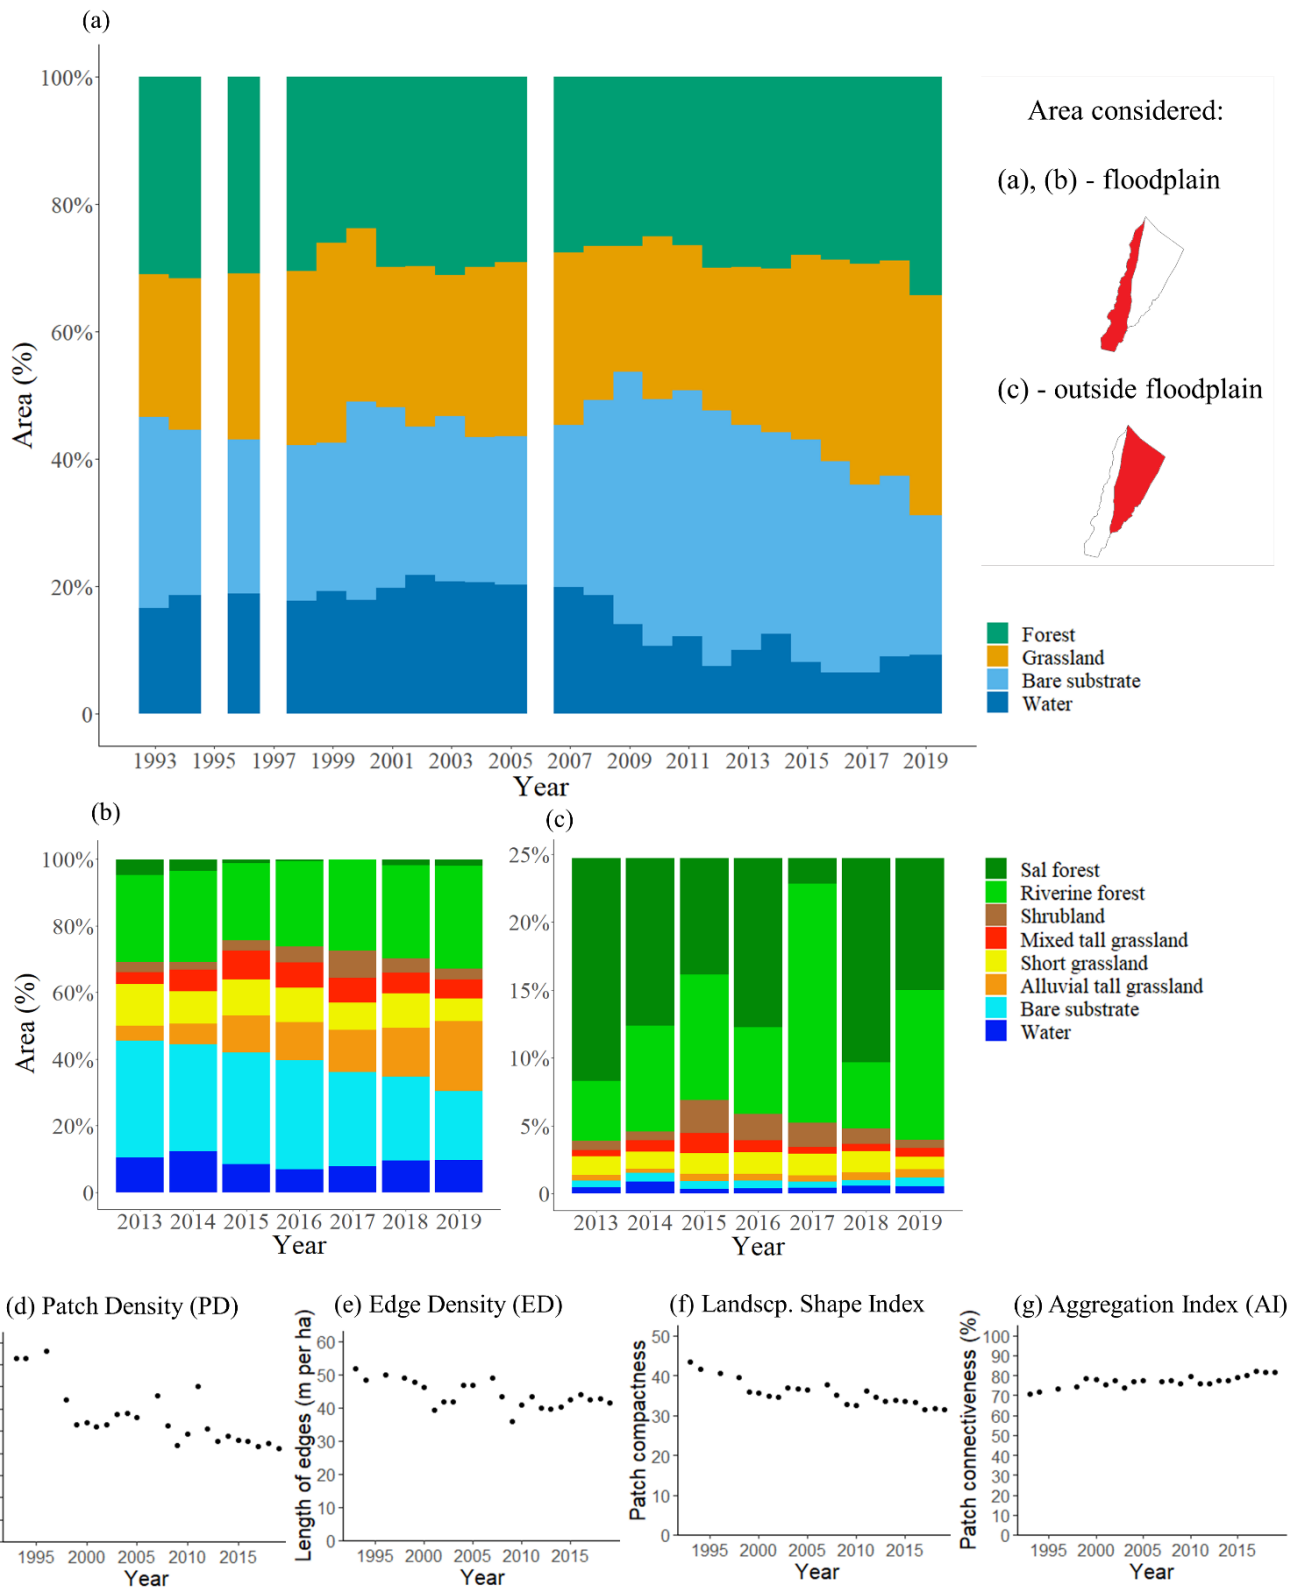 (a)
100%
80%
60%
40%
20%
0
Area (%)
1993 1995 1997 1999 2001 2003 2005 2007 2009 2011 2013 2015 2017 2019
Year
Area considered:
(a), (b) - floodplain
(c) - outside floodplain
Forest
Grassland
Bare substrate
Water
(b)
100%
80%
60%
40%
20%
0
Area (%)
2013 2014 2015 2016 2017 2018 2019
Year
(c)
25%
20%
15%
10%
5%
0
2013 2014 2015 2016 2017 2018 2019
Year
Sal forest
Riverine forest
Shrubland
Mixed tall grassland
Short grassland
Alluvial tall grassland
Bare substrate
Water
(d) Patch Density (PD)
1995 2000 2005 2010 2015
Year
(e) Edge Density (ED)
Length of edges (m per ha)
60
50
40
30
20
10
0
1995 2000 2005 2010 2015
Year
(f) Landscp. Shape Index
Patch compactness
50
40
30
20
10
0
1995 2000 2005 2010 2015
Year
(g) Aggregation Index (AI)
Patch connectiveness (%)
100
90
80
70
60
50
40
30
20
10
0
1995 2000 2005 2010 2015
Year